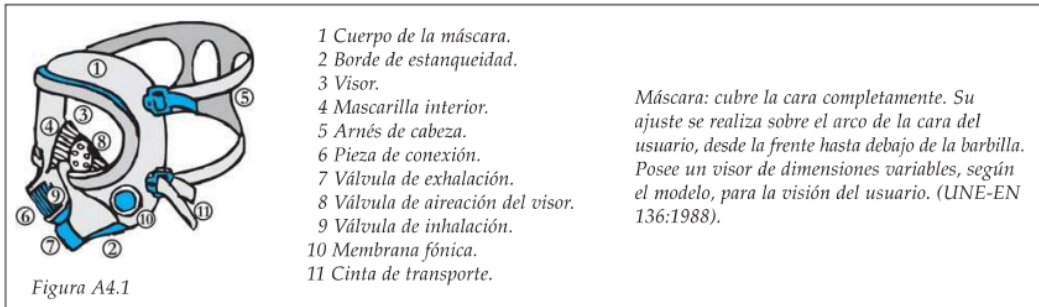 1
2
3
4
5
6
7
8
9
10
11
Figura A4.1
1 Cuerpo de la máscara.
2 Borde de estanqueidad.
3 Visor.
4 Mascarilla interior.
5 Arnés de cabeza.
6 Pieza de conexión.
7 Válvula de exhalación.
8 Válvula de aireación del visor.
9 Válvula de inhalación.
10 Membrana fónica.
11 Cinta de transporte.
Máscara: cubre la cara completamente. Su
ajuste se realiza sobre el arco de la cara del
usuario, desde la frente hasta debajo de la barbilla.
Posee un visor de dimensiones variables, según
el modelo, para la visión del usuario. (UNE-EN
136:1988).